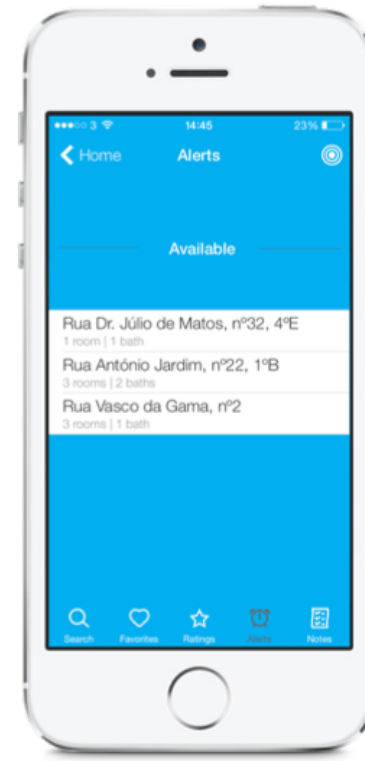 3 14:45 23%
Home Alerts
Available
Rua Dr. Júlio de Matos, nº32, 4ºE
1 room | 1 bath
Rua António Jardim, nº22, 1ºB
3 rooms | 2 baths
Rua Vasco da Gama, nº2
3 rooms | 1 bath
Search Favorites Ratings Alerts Notes